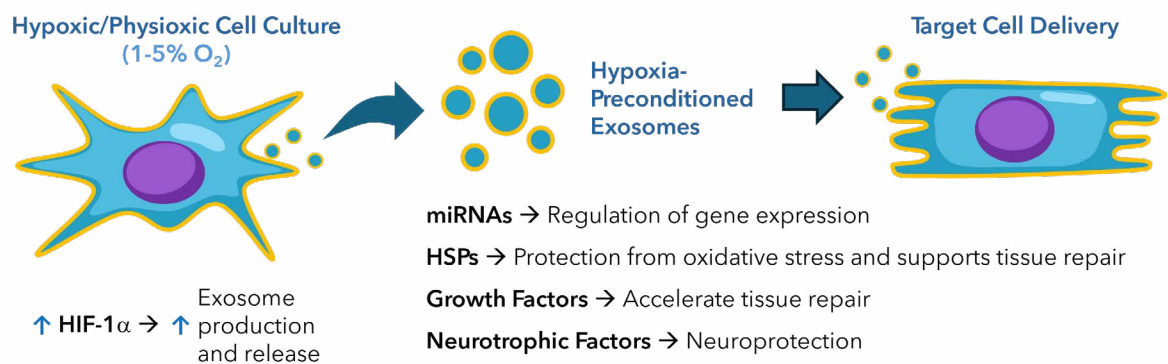 Hypoxic/Physioxic Cell Culture
(1-5% O₂)
Hypoxia-
Preconditioned
Exosomes
Target Cell Delivery
↑ HIF-1α → ↑ Exosome
production
and release
miRNAs → Regulation of gene expression
HSPs → Protection from oxidative stress and supports tissue repair
Growth Factors → Accelerate tissue repair
Neurotrophic Factors → Neuroprotection